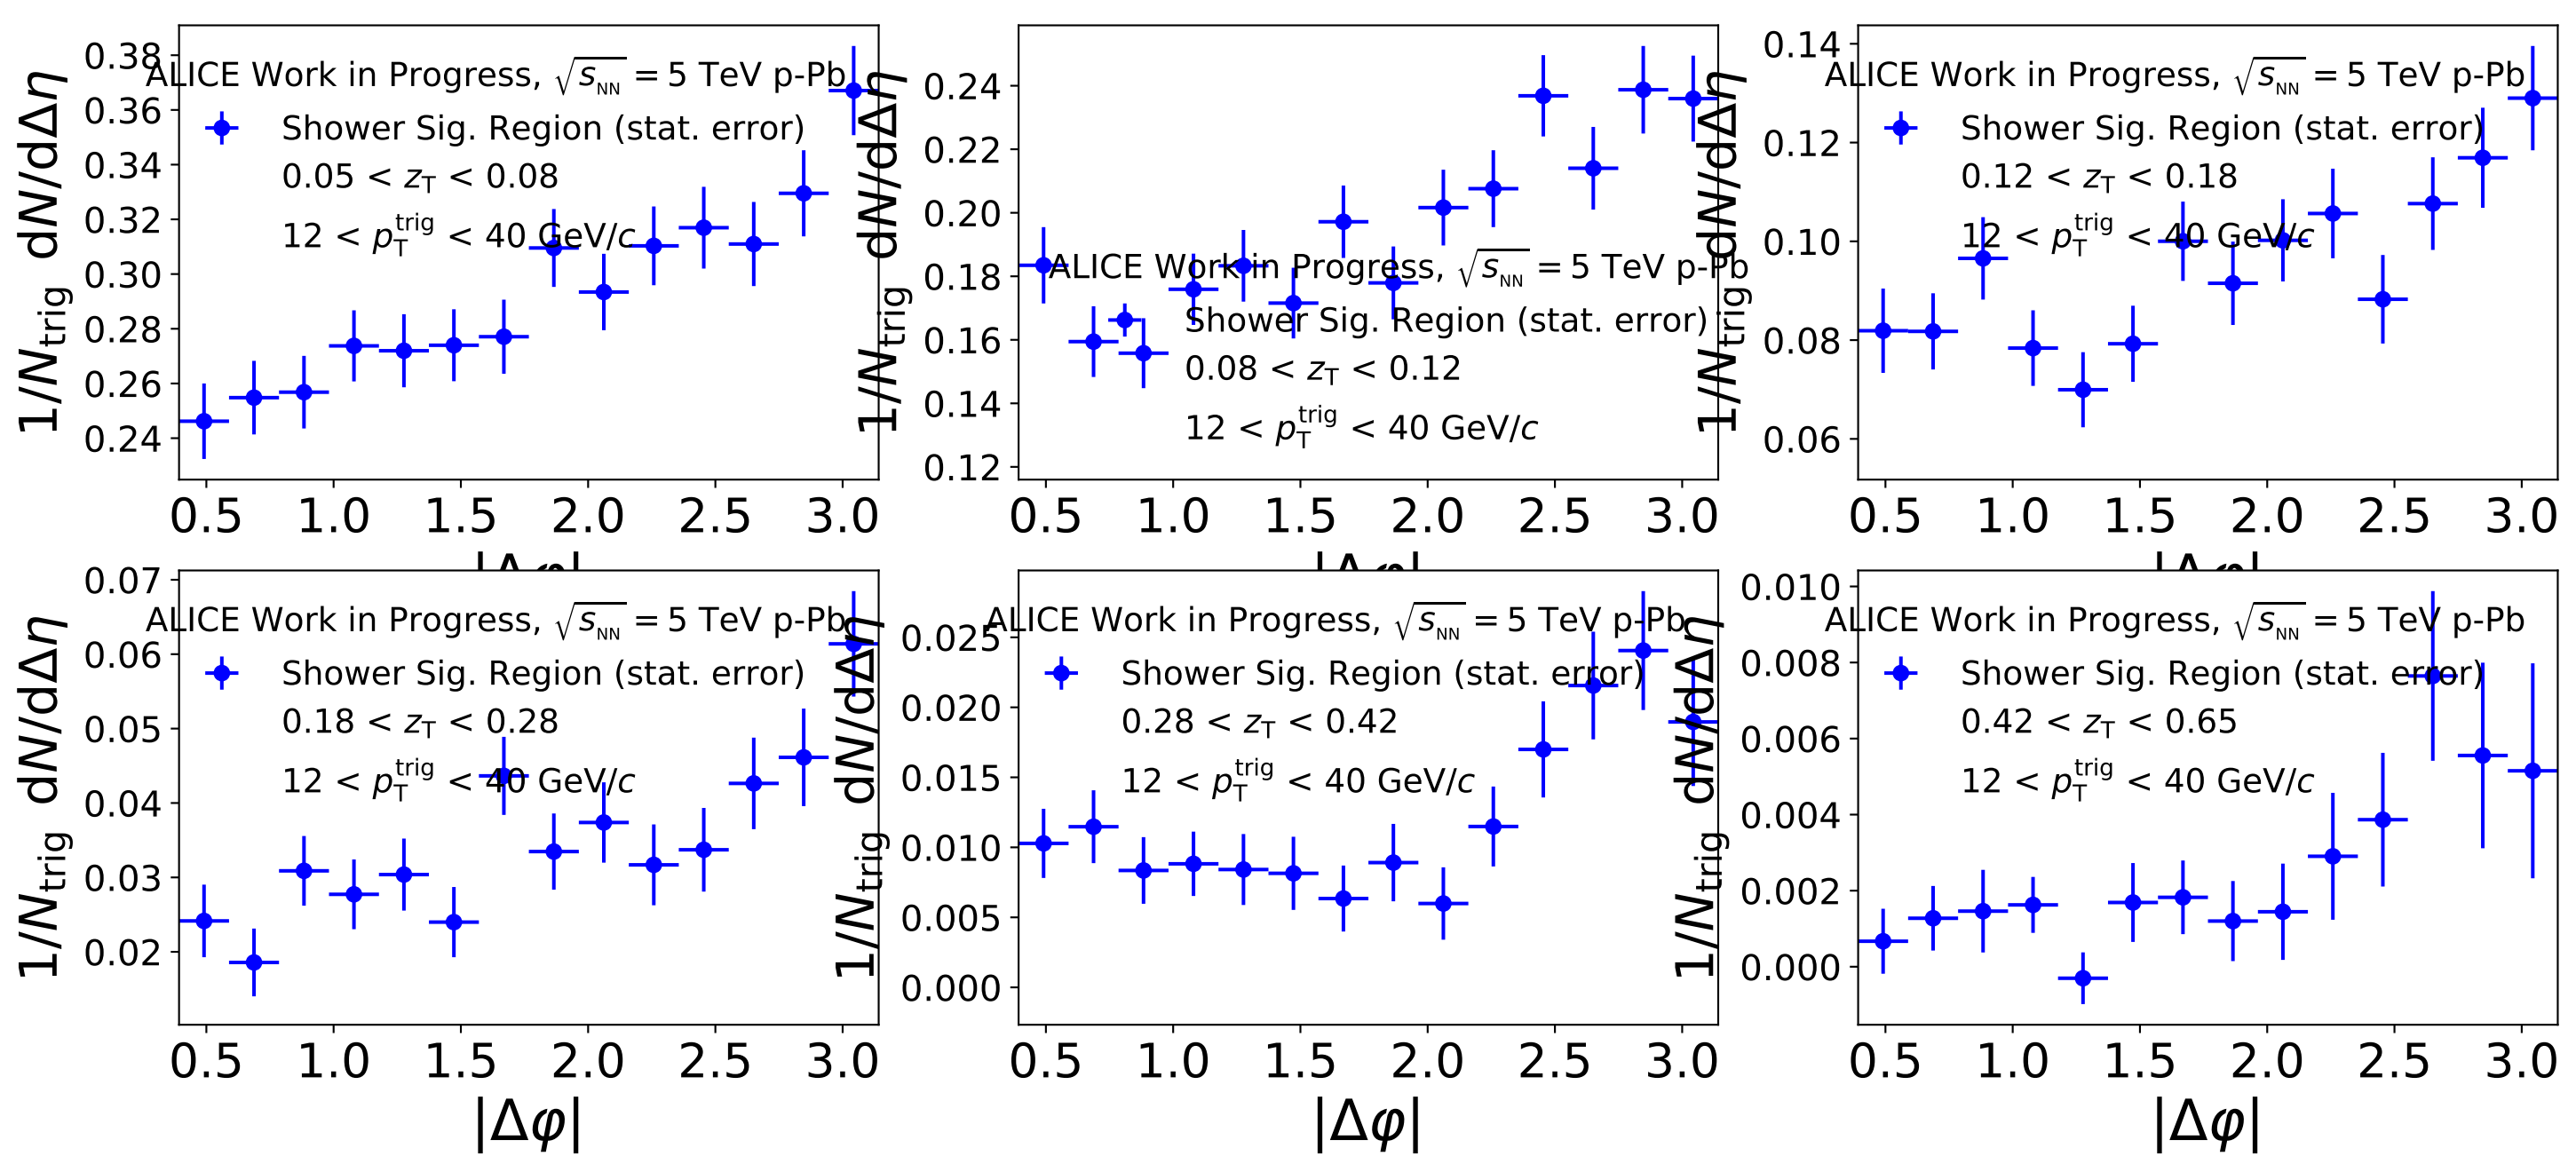 0.38
0.36
0.34
0.32
0.30
0.28
0.26
0.24
1/N_trig dN/dΔη
ALICE Work in Progress, √s_NN = 5 TeV p-Pb
Shower Sig. Region (stat. error)
0.05 < z_T < 0.08
12 < p_T^trig < 40 GeV/c
0.5 1.0 1.5 2.0 2.5 3.0
|Δφ|
0.24
0.22
0.20
0.18
0.16
0.14
0.12
1/N_trig dN/dΔη
ALICE Work in Progress, √s_NN = 5 TeV p-Pb
Shower Sig. Region (stat. error)
0.08 < z_T < 0.12
12 < p_T^trig < 40 GeV/c
0.5 1.0 1.5 2.0 2.5 3.0
|Δφ|
0.14
0.12
0.10
0.08
0.06
1/N_trig dN/dΔη
ALICE Work in Progress, √s_NN = 5 TeV p-Pb
Shower Sig. Region (stat. error)
0.12 < z_T < 0.18
12 < p_T^trig < 40 GeV/c
0.5 1.0 1.5 2.0 2.5 3.0
|Δφ|
0.07
0.06
0.05
0.04
0.03
0.02
1/N_trig dN/dΔη
ALICE Work in Progress, √s_NN = 5 TeV p-Pb
Shower Sig. Region (stat. error)
0.18 < z_T < 0.28
12 < p_T^trig < 40 GeV/c
0.5 1.0 1.5 2.0 2.5 3.0
|Δφ|
0.025
0.020
0.015
0.010
0.005
0.000
1/N_trig dN/dΔη
ALICE Work in Progress, √s_NN = 5 TeV p-Pb
Shower Sig. Region (stat. error)
0.28 < z_T < 0.42
12 < p_T^trig < 40 GeV/c
0.5 1.0 1.5 2.0 2.5 3.0
|Δφ|
0.010
0.008
0.006
0.004
0.002
0.000
1/N_trig dN/dΔη
ALICE Work in Progress, √s_NN = 5 TeV p-Pb
Shower Sig. Region (stat. error)
0.42 < z_T < 0.65
12 < p_T^trig < 40 GeV/c
0.5 1.0 1.5 2.0 2.5 3.0
|Δφ|